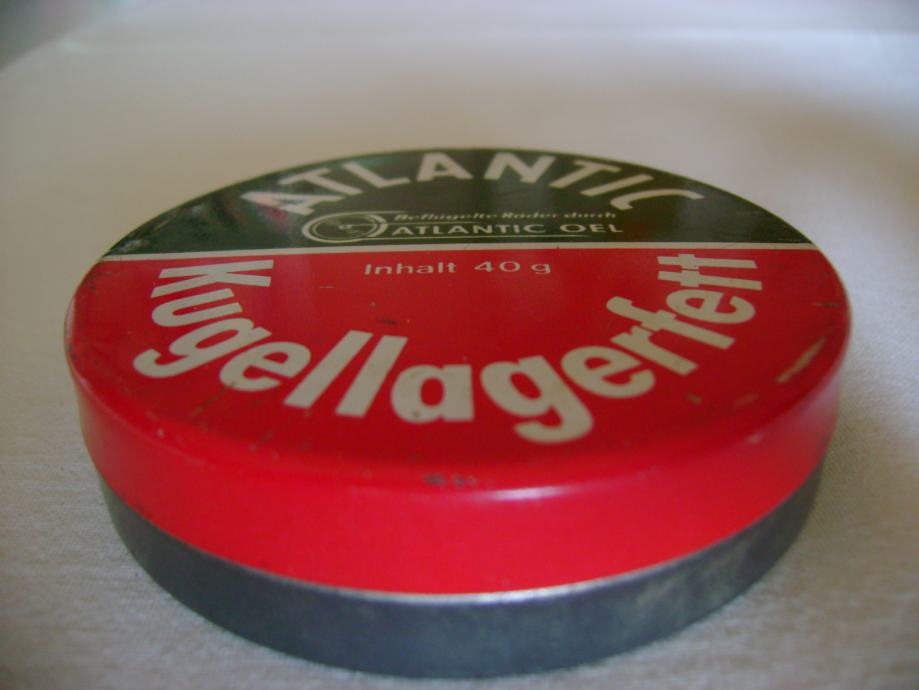 ATLANTIC
Beflügelte Räder durch
ATLANTIC OEL
Inhalt 40 g
Kugellagerfett